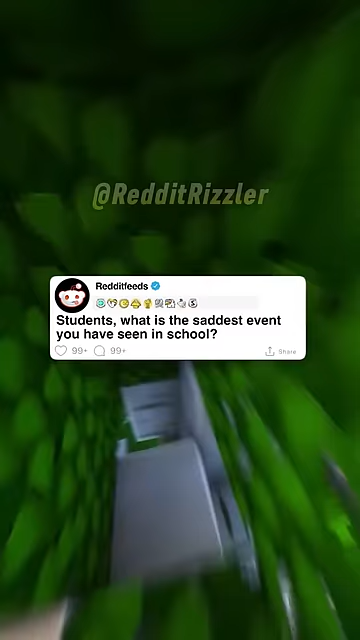 @RedditRizzler
Redditfeeds
Students, what is the saddest event
you have seen in school?
99+ 99+ Share